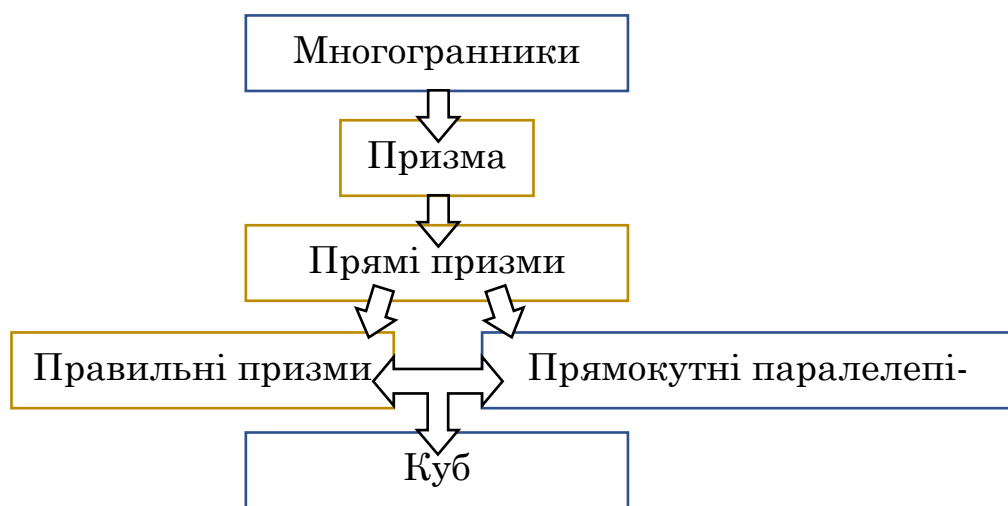 Многогранники
Призма
Прямі призми
Правильні призми
Прямокутні паралелепі-
Куб